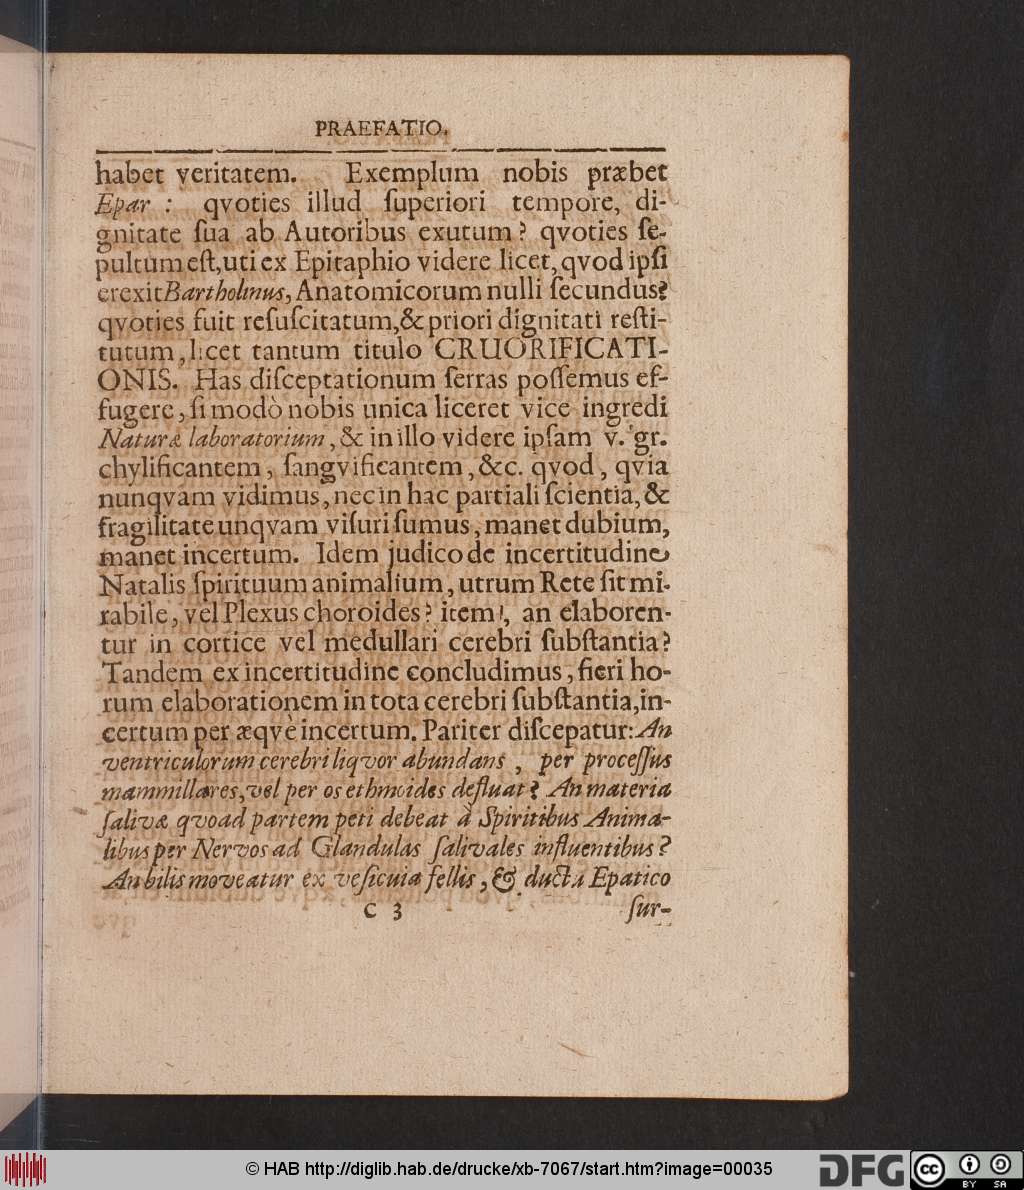 PRAEFATIO.
habet veritatem. Exemplum nobis præbet
Epar : qvoties illud ſuperiori tempore, di-
gnitate ſua ab Autoribus exutum? qvoties ſe-
pultum eſt, uti ex Epitaphio videre licet, qvod ipſi
erexit Bartholinus, Anatomicorum nulli ſecundus?
qvoties fuit reſuſcitatum, & priori dignitati reſti-
tutum, licet tantum titulo CRUORIFICATI-
ONIS. Has diſceptationum ſerras poſſemus ef-
fugere, ſi modò nobis unica liceret vice ingredi
Naturæ laboratorium, & in illo videre ipſam v. gr.
chylificantem, ſangvificantem, &c. qvod, qvia
nunqvam vidimus, nec in hac partiali ſcientia, &
fragilitate unqvam viſuri ſumus, manet dubium,
manet incertum. Idem judico de incertitudine
Natalis ſpirituum animalium, utrum Rete ſit mi-
rabile, vel Plexus choroides? item, an elaboren-
tur in cortice vel medullari cerebri ſubſtantia?
Tandem ex incertitudine concludimus, fieri ho-
rum elaborationem in tota cerebri ſubſtantia, in-
certum per æqvè incertum. Pariter diſcepatur: An
ventriculorum cerebri liqvor abundans, per proceſſus
mammillares, vel per os ethmoides defluat? An materia
ſalivæ qvoad partem peti debeat à Spiritibus Anima-
libus per Nervos ad Glandulas ſalivales influentibus?
An bilis moveatur ex veſicula fellis, & ductu Epatico
C 3 ſur-
© HAB http://diglib.hab.de/drucke/xb-7067/start.htm?image=00035
DFG
cc BY SA